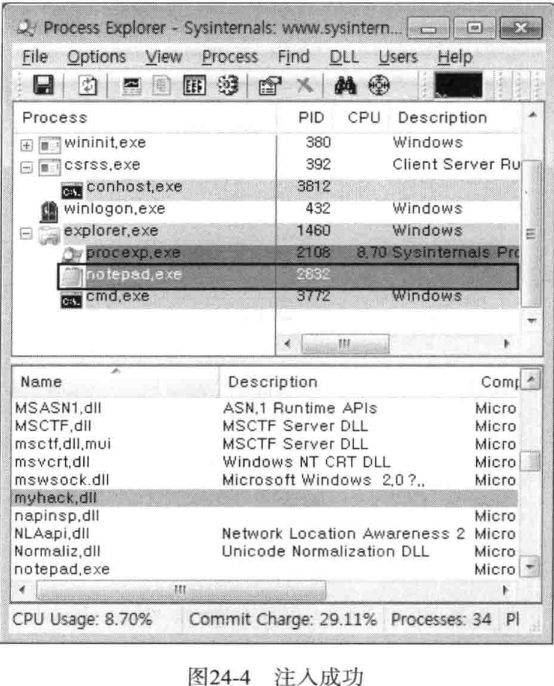 Process Explorer - Sysinternals: www.sysintern...
File Options View Process Find DLL Users Help
Process PID CPU Description
wininit,exe 380 Windows
csrss,exe 392 Client Server Ru
conhost,exe 3812
winlogon,exe 432 Windows
explorer,exe 1460 Windows
procexp,exe 2108 8,70 Sysinternals Pro
notepad,exe 2832
cmd,exe 3772 Windows
Name Description Comp
MSASN1,dll ASN,1 Runtime APIs Micro
MSCTF,dll MSCTF Server DLL Micro
msctf,dll,mui MSCTF Server DLL Micro
msvcrt,dll Windows NT CRT DLL Micro
mswsock.dll Microsoft Windows 2,0 ?,, Micro
myhack,dll
napinsp,dll Micro
NLAapi,dll Network Location Awareness 2 Micro
Normaliz,dll Unicode Normalization DLL Micro
notepad,exe Micro
CPU Usage: 8.70% Commit Charge: 29.11% Processes: 34 Pl
图24-4 注入成功